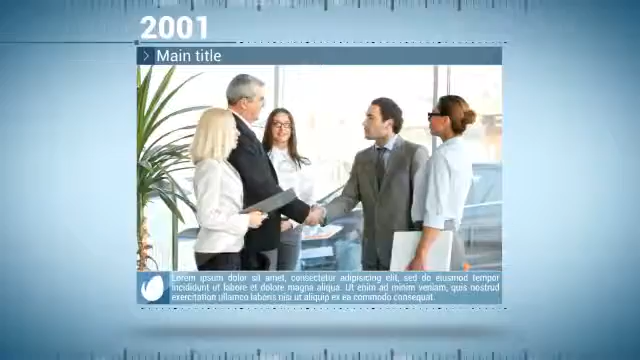 2001
Main title
Lorem ipsum dolor sit amet, consectetur adipisicing elit, sed do eiusmod tempor
incididunt ut labore et dolore magna aliqua. Ut enim ad minim veniam, quis nostrud
exercitation ullamco laboris nisi ut aliquip ex ea commodo consequat.